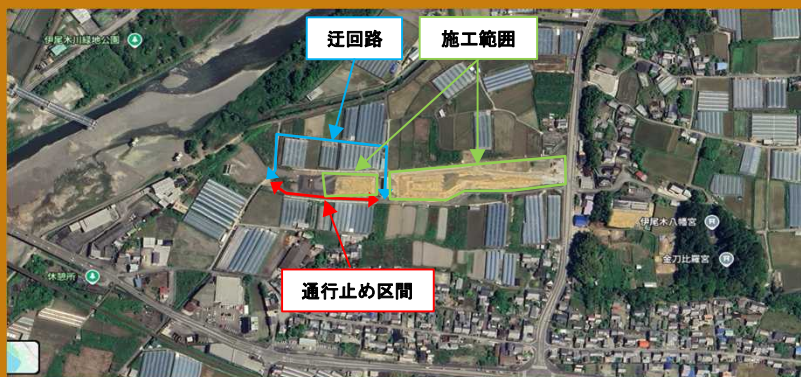 迂回路
施工範囲
伊尾木川緑地公園
伊尾木八幡宮
金刀比羅宮
休憩所
通行止め区間